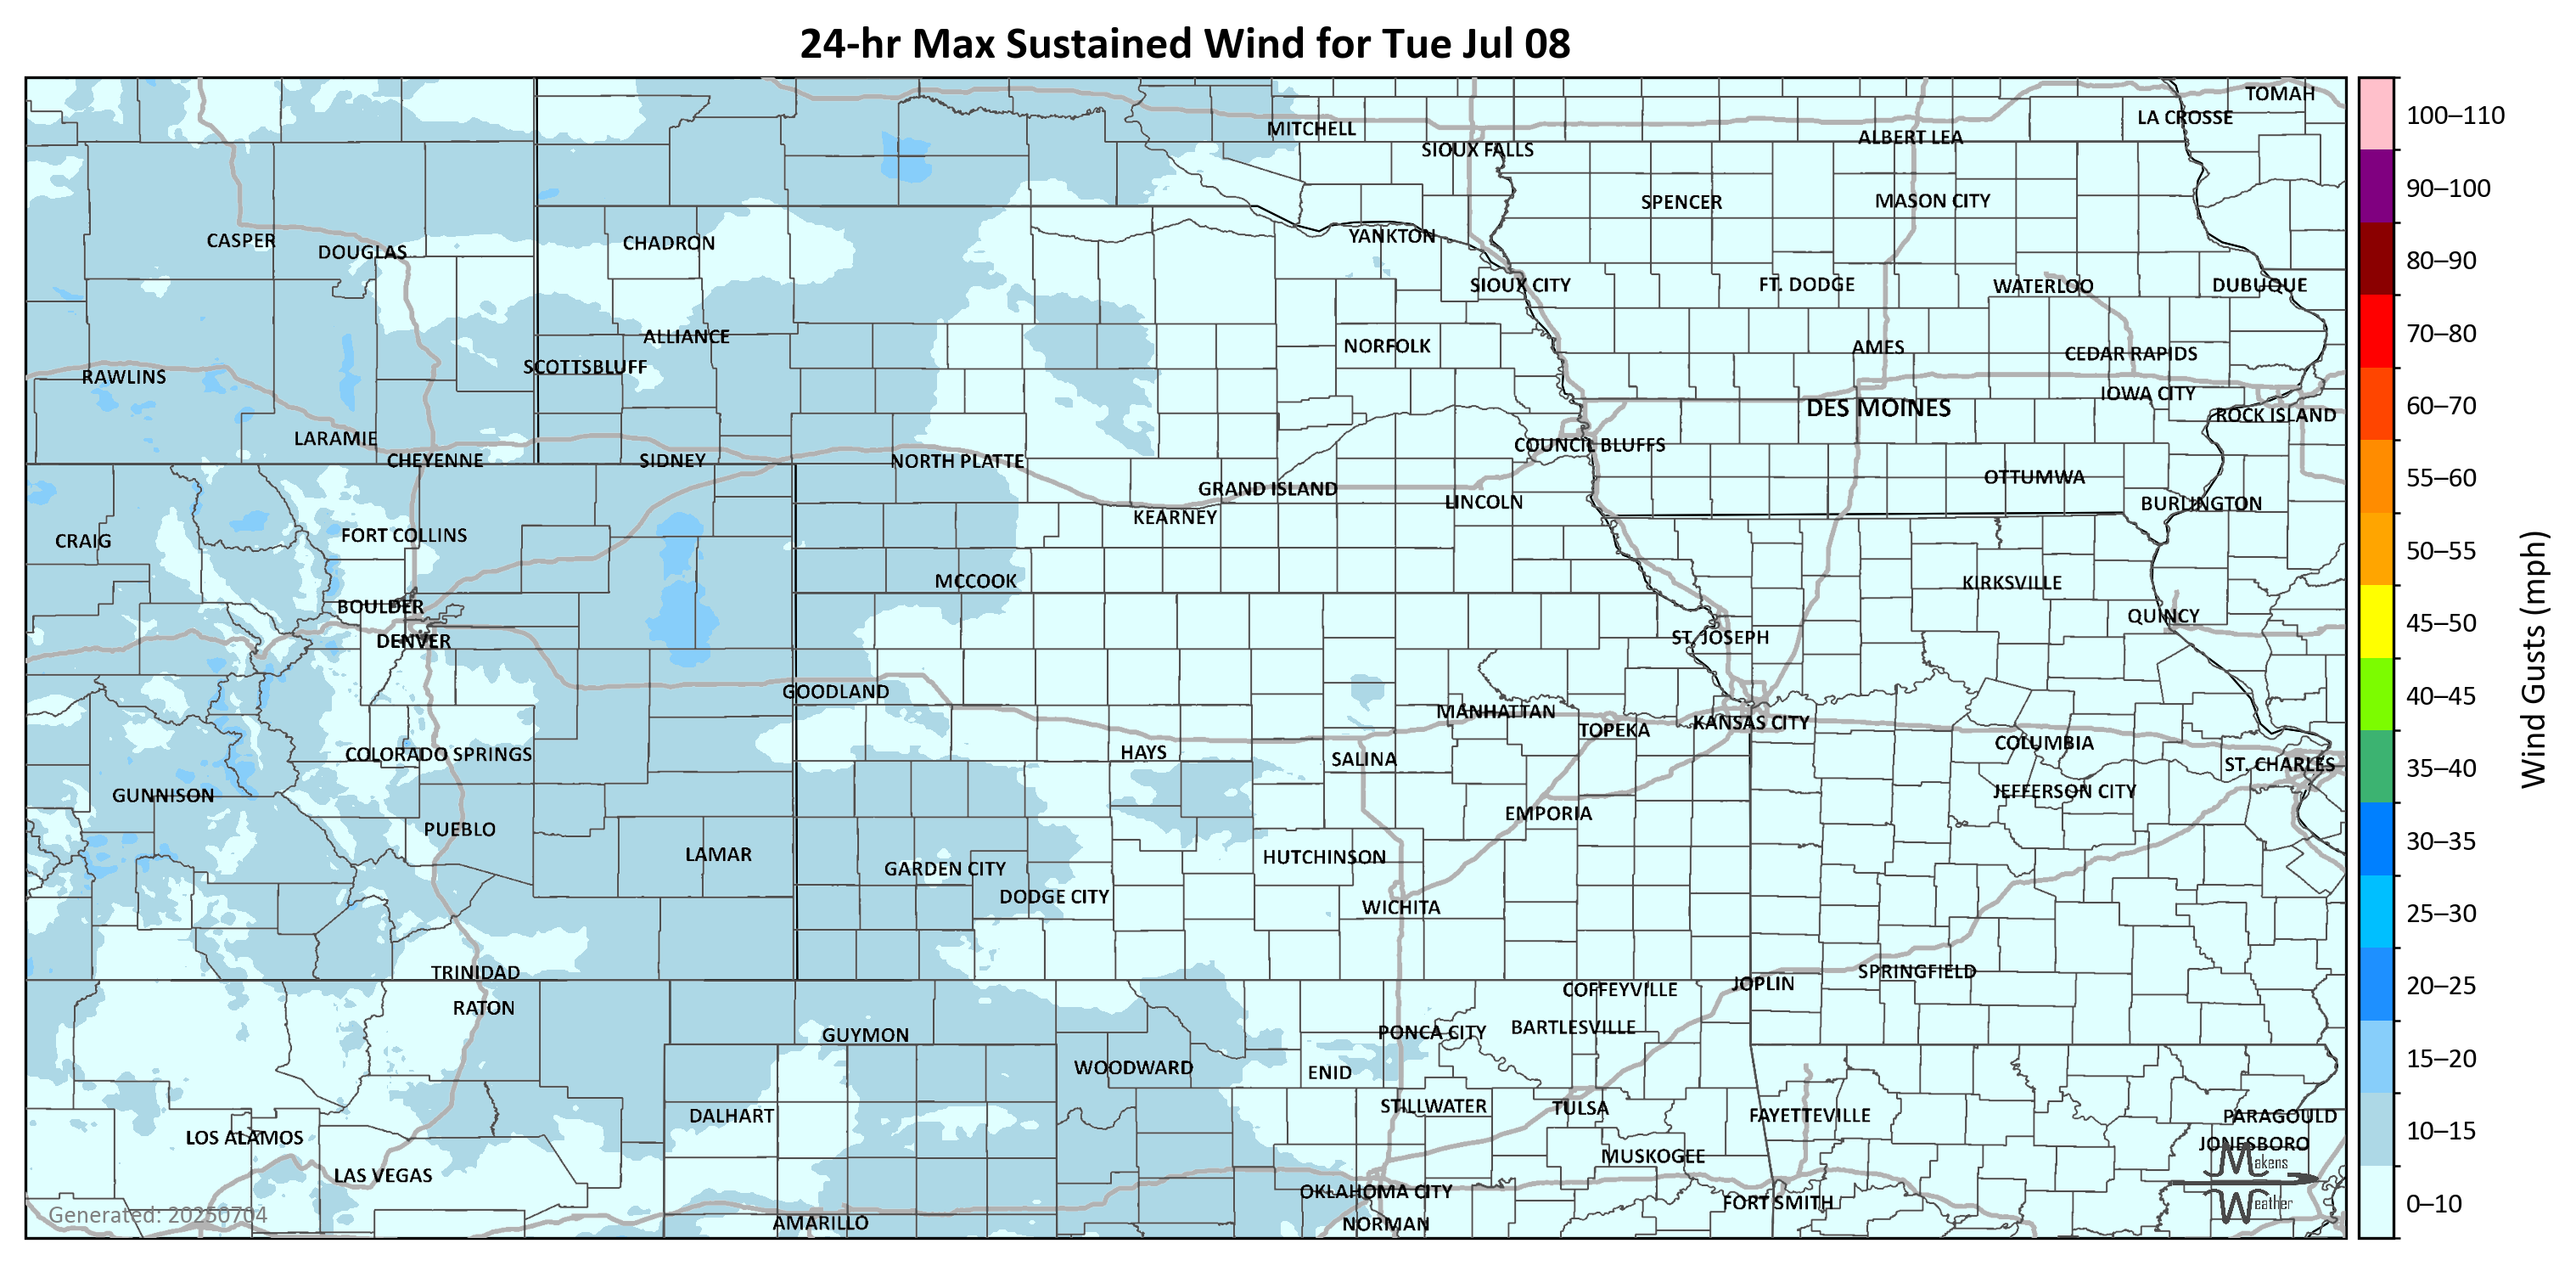 24-hr Max Sustained Wind for Tue Jul 08
TOMAH
LA CROSSE
MITCHELL
ALBERT LEA
SIOUX FALLS
SPENCER
MASON CITY
CASPER
DOUGLAS
CHADRON
YANKTON
SIOUX CITY
FT. DODGE
WATERLOO
DUBUQUE
ALLIANCE
NORFOLK
AMES
CEDAR RAPIDS
SCOTTSBLUFF
RAWLINS
IOWA CITY
DES MOINES
ROCK ISLAND
LARAMIE
COUNCIL BLUFFS
CHEYENNE
SIDNEY
NORTH PLATTE
OTTUMWA
GRAND ISLAND
LINCOLN
BURLINGTON
KEARNEY
FORT COLLINS
CRAIG
MCCOOK
KIRKSVILLE
BOULDER
QUINCY
DENVER
ST. JOSEPH
GOODLAND
MANHATTAN
TOPEKA
KANSAS CITY
COLUMBIA
COLORADO SPRINGS
HAYS
SALINA
ST. CHARLES
GUNNISON
JEFFERSON CITY
EMPORIA
PUEBLO
LAMAR
HUTCHINSON
GARDEN CITY
DODGE CITY
WICHITA
TRINIDAD
SPRINGFIELD
JOPLIN
COFFEYVILLE
RATON
GUYMON
PONCA CITY
BARTLESVILLE
WOODWARD
ENID
DALHART
STILLWATER
TULSA
FAYETTEVILLE
PARAGOULD
LOS ALAMOS
JONESBORO
MUSKOGEE
LAS VEGAS
OKLAHOMA CITY
FORT SMITH
AMARILLO
NORMAN
Generated: 20250704
Makens
Weather
100–110
90–100
80–90
70–80
60–70
55–60
50–55
45–50
40–45
35–40
30–35
25–30
20–25
15–20
10–15
0–10
Wind Gusts (mph)